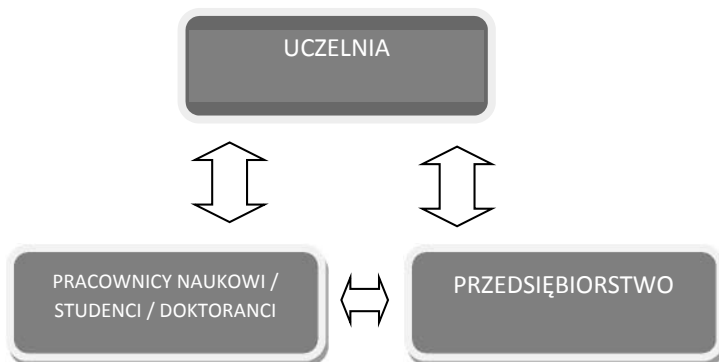 UCZELNIA
PRACOWNICY NAUKOWI /
STUDENCI / DOKTORANCI
PRZEDSIĘBIORSTWO